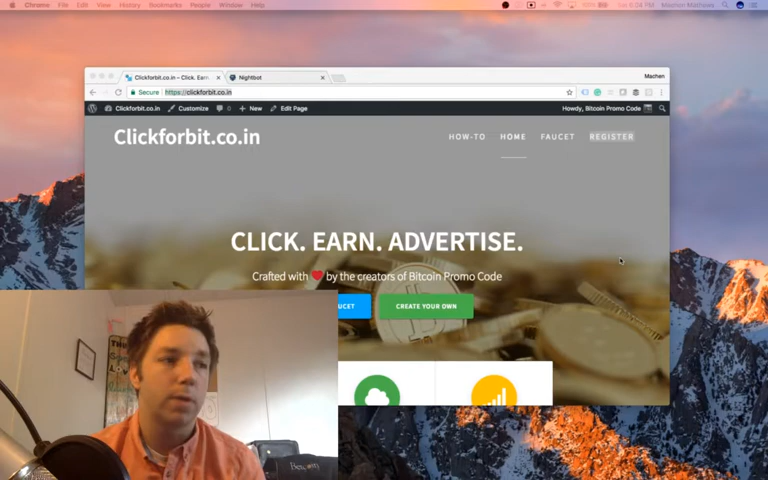 Chrome File Edit View History Bookmarks People Window Help
Clickforbit.co.in – Click. Earn. Nightbot Machen
Secure https://clickforbit.co.in
Clickforbit.co.in Customize 0 New Edit Page Howdy, Bitcoin Promo Code
Clickforbit.co.in HOW-TO HOME FAUCET REGISTER
CLICK. EARN. ADVERTISE.
Crafted with ❤ by the creators of Bitcoin Promo Code
UCET CREATE YOUR OWN